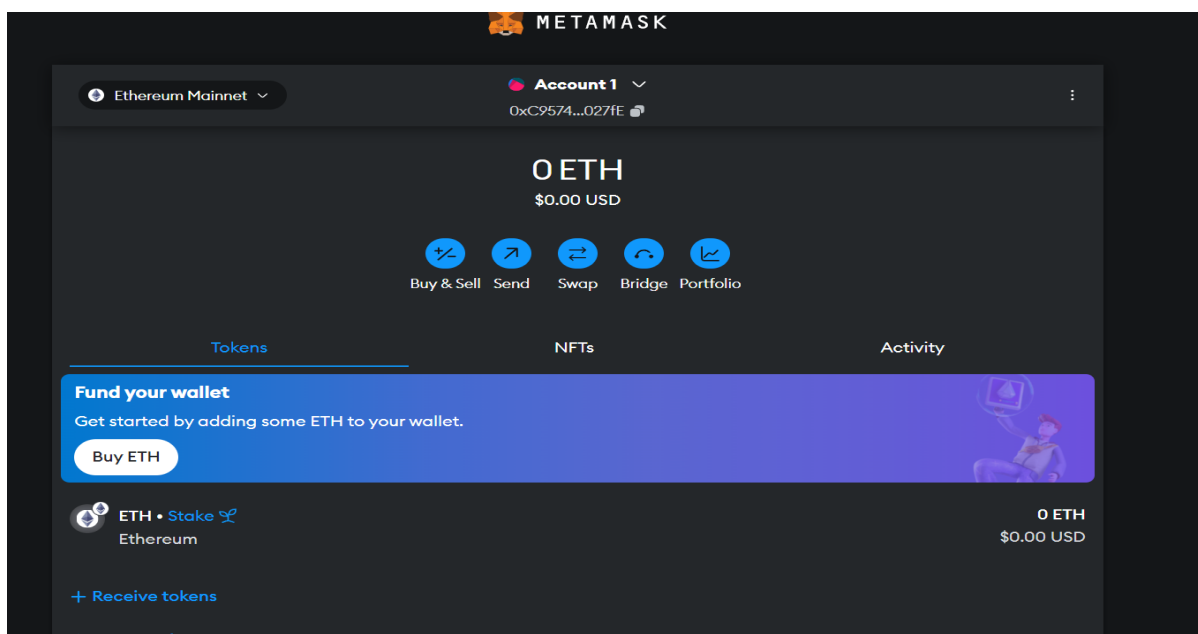 METAMASK
Ethereum Mainnet
Account 1
0xC9574...027fE
0 ETH
$0.00 USD
Buy & Sell Send Swap Bridge Portfolio
Tokens NFTs Activity
Fund your wallet
Get started by adding some ETH to your wallet.
Buy ETH
ETH • Stake 0 ETH
Ethereum $0.00 USD
+ Receive tokens